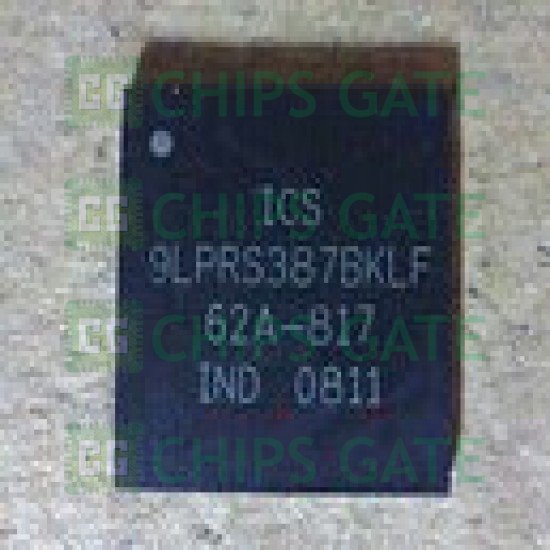 CHIPS GATE
ICS
CHIPS GATE
9LPRS387BKLF
62A-817
CHIPS GATE
IND 0811
CHIPS GATE